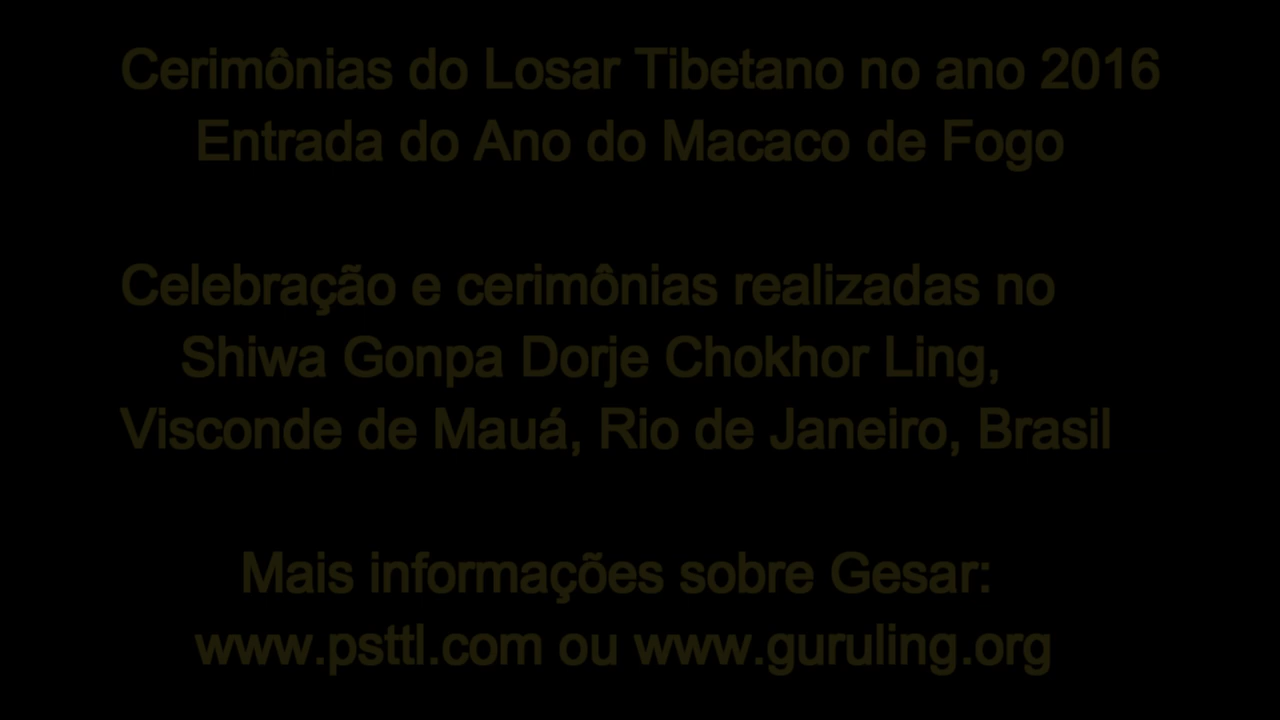 Cerimônias do Losar Tibetano no ano 2016
Entrada do Ano do Macaco de Fogo
Celebração e cerimônias realizadas no
Shiwa Gonpa Dorje Chokhor Ling,
Visconde de Mauá, Rio de Janeiro, Brasil
Mais informações sobre Gesar:
www.psttl.com ou www.guruling.org